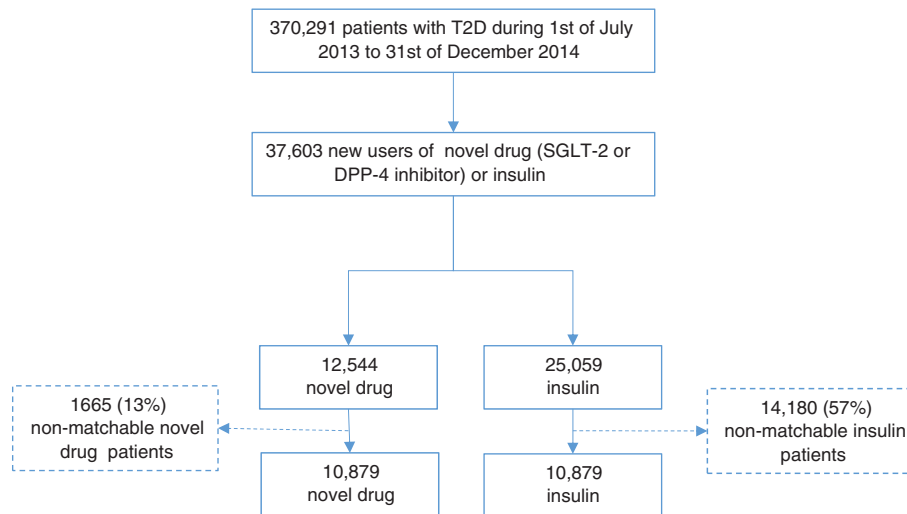 370,291 patients with T2D during 1st of July
2013 to 31st of December 2014
37,603 new users of novel drug (SGLT-2 or
DPP-4 inhibitor) or insulin
12,544
novel drug
25,059
insulin
1665 (13%)
non-matchable novel
drug patients
14,180 (57%)
non-matchable insulin
patients
10,879
novel drug
10,879
insulin